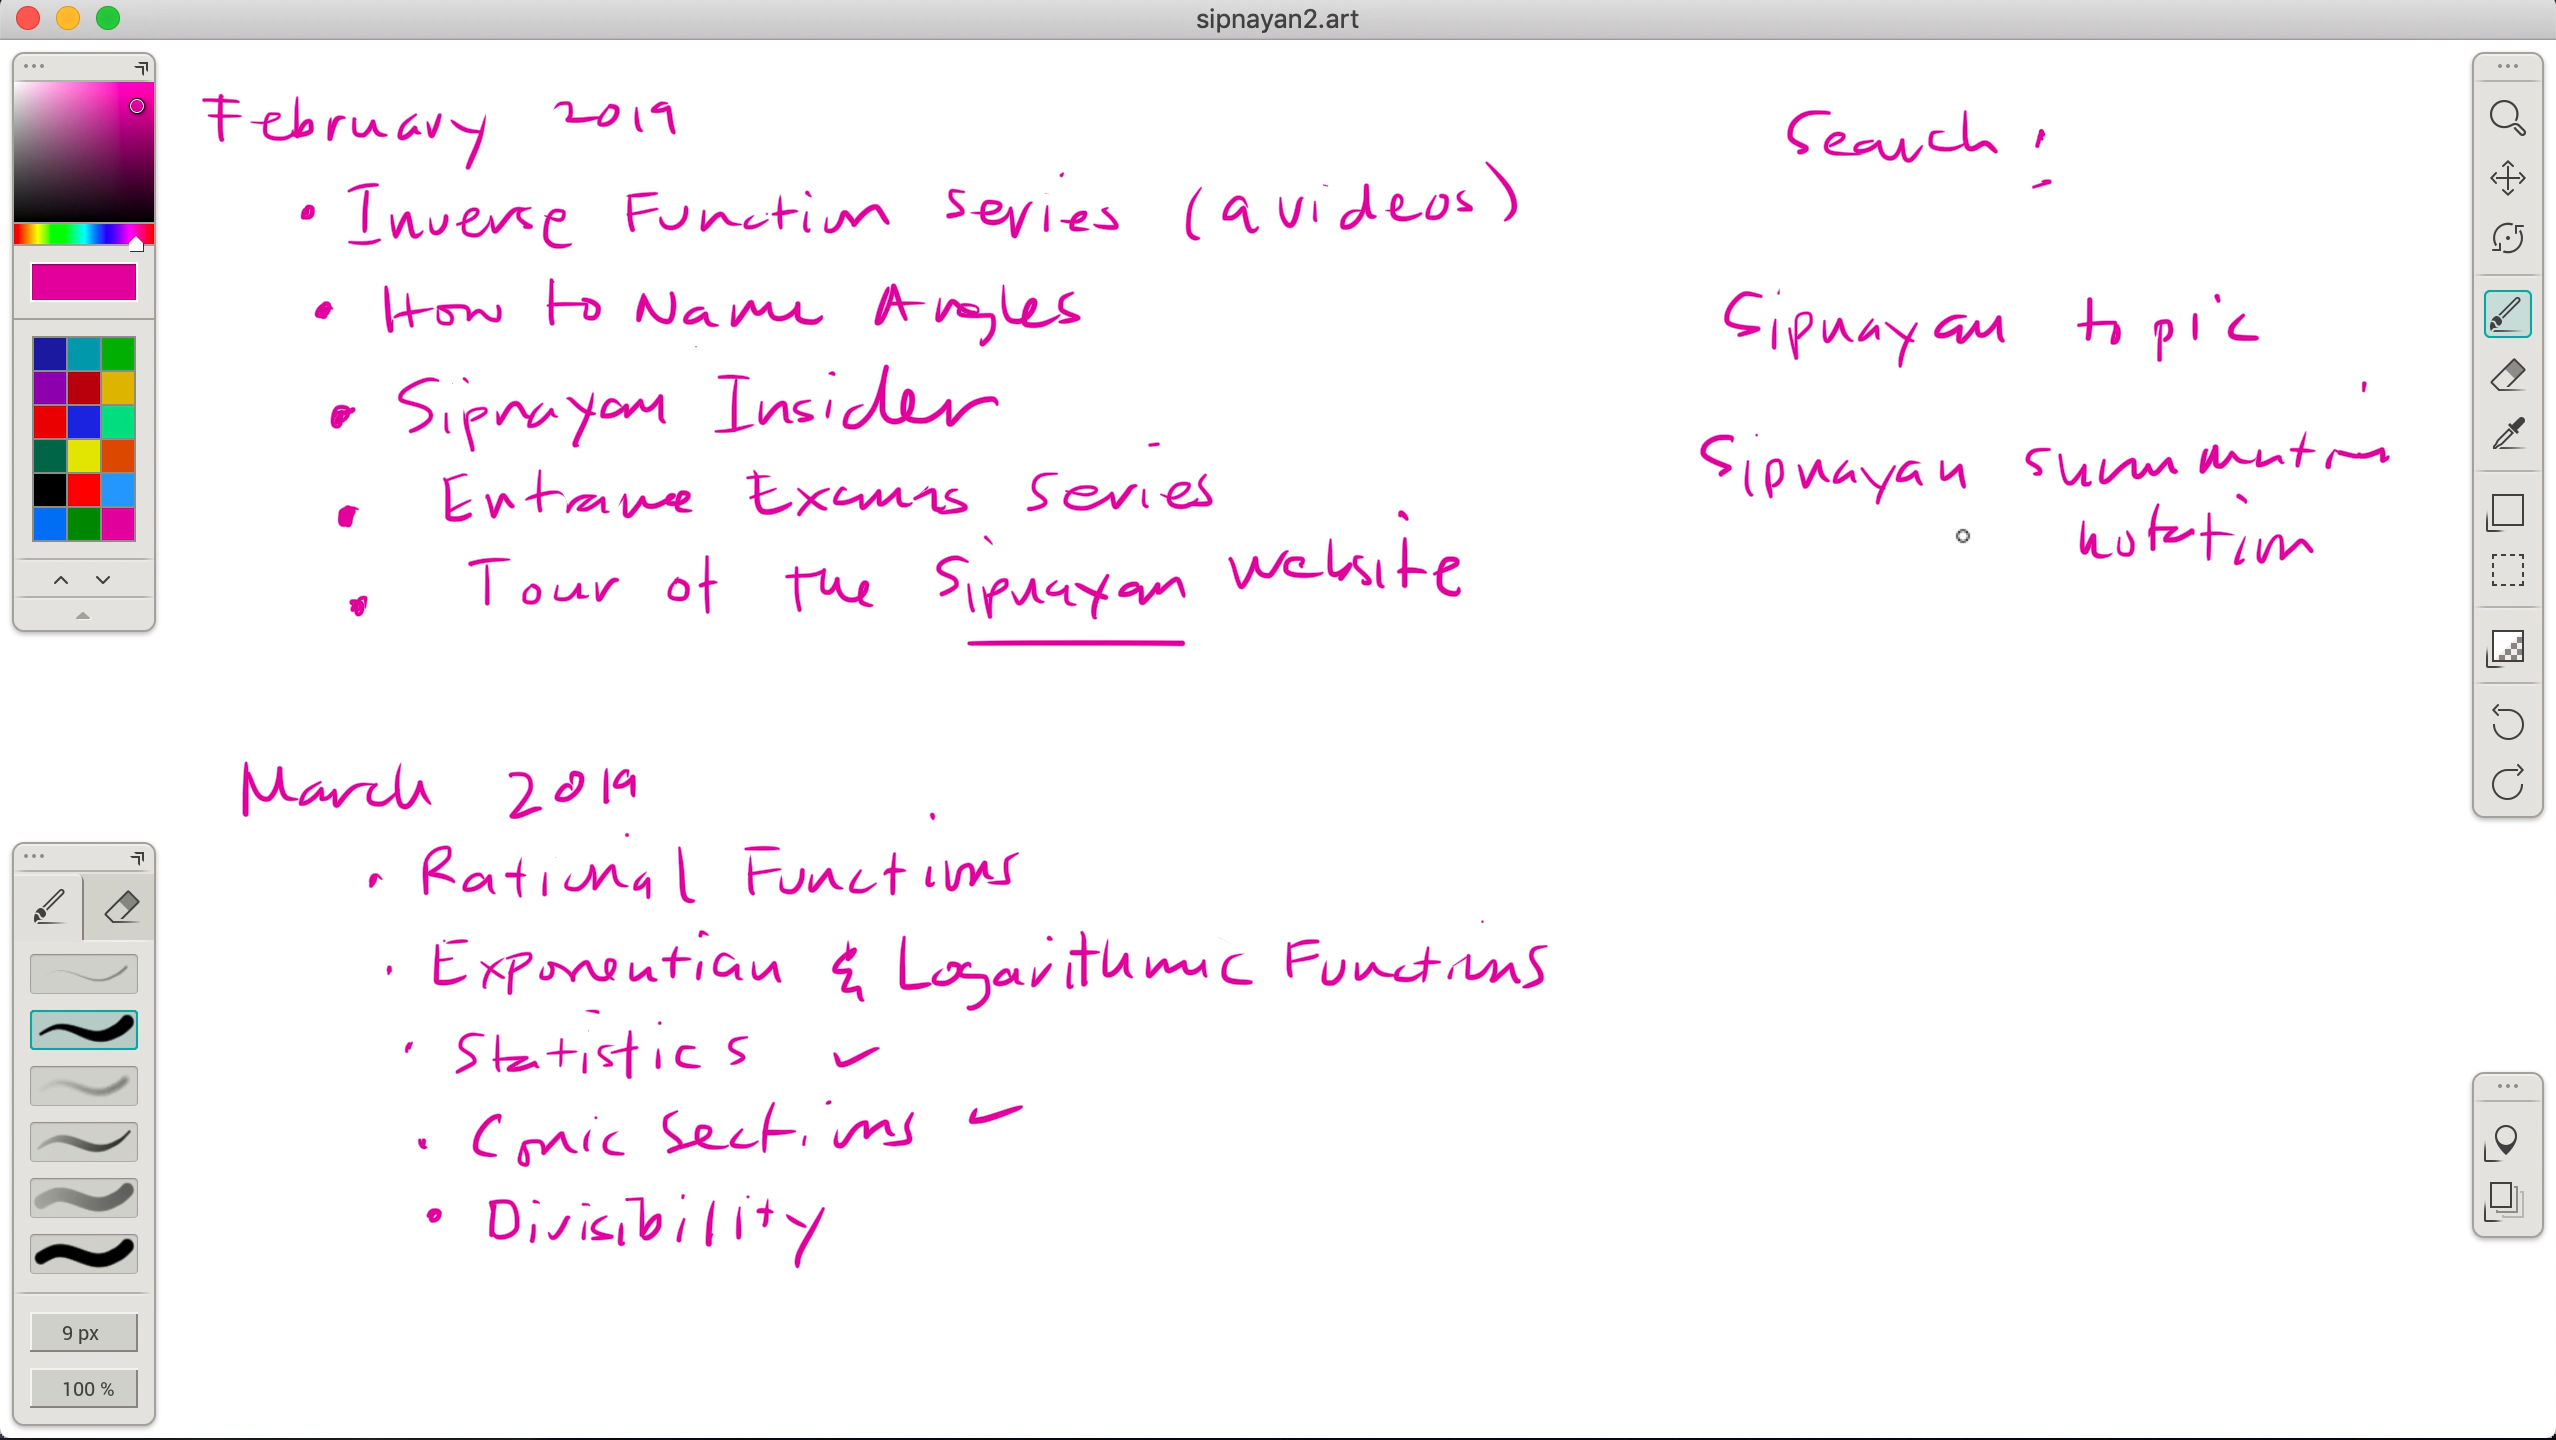 sipnayan2.art
February 2019
• Inverse Function Series (9 videos)
• How to Name Angles
• Sipnayan Insider
• Entrance Exams Series
• Tour of the Sipnayan website
March 2019
• Rational Functions
• Exponential & Logarithmic Functions
• Statistics ✓
• Conic Sections ✓
• Divisibility
Search:
Sipnayan topic
Sipnayan summation
notation
9 px
100 %